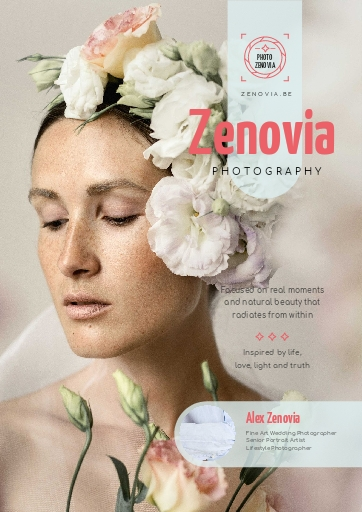 PHOTO
ZENOVIA
ZENOVIA.BE
Zenovia
PHOTOGRAPHY
Focused on real moments
and natural beauty that
radiates from within
Inspired by life,
love, light and truth
Alex Zenovia
Fine Art Wedding Photographer
Senior Portrait Artist
Lifestyle Photographer